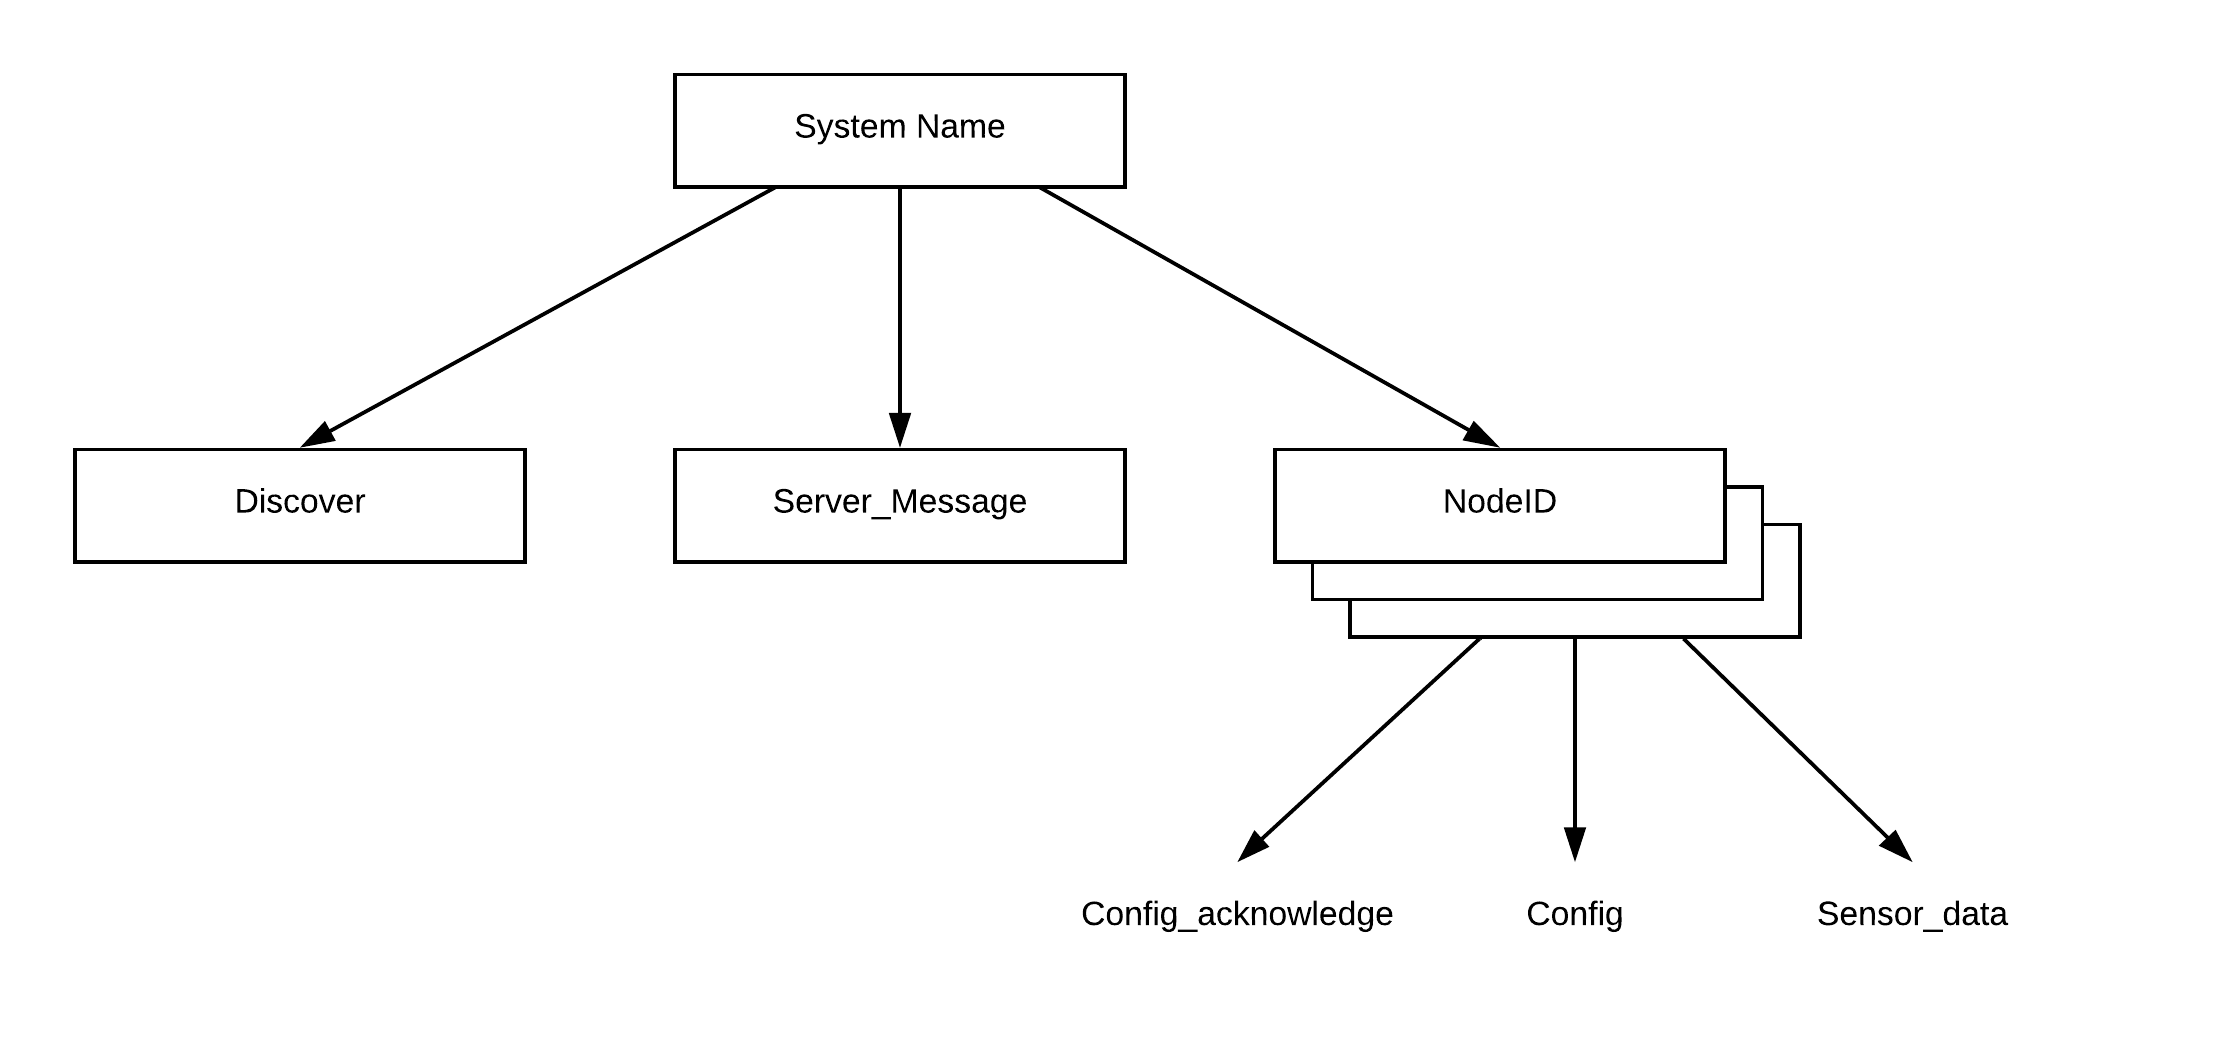 System Name
Discover
Server_Message
NodeID
Config_acknowledge
Config
Sensor_data